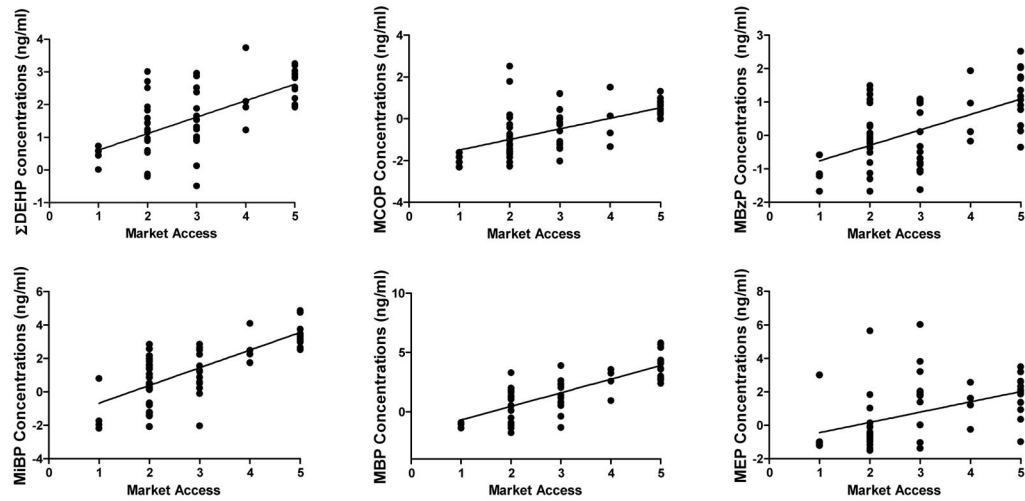 ΣDEHP Concentrations (ng/ml)
4
3
2
1
0
-1
0 1 2 3 4 5
Market Access
MCOP Concentrations (ng/ml)
4
2
0
-2
-4
0 1 2 3 4 5
Market Access
MBzP Concentrations (ng/ml)
3
2
1
0
-1
-2
0 1 2 3 4 5
Market Access
MiBP Concentrations (ng/ml)
6
4
2
0
-2
-4
0 1 2 3 4 5
Market Access
MBP Concentrations (ng/ml)
10
5
0
0 1 2 3 4 5
Market Access
MEP Concentrations (ng/ml)
8
6
4
2
0
-2
0 1 2 3 4 5
Market Access